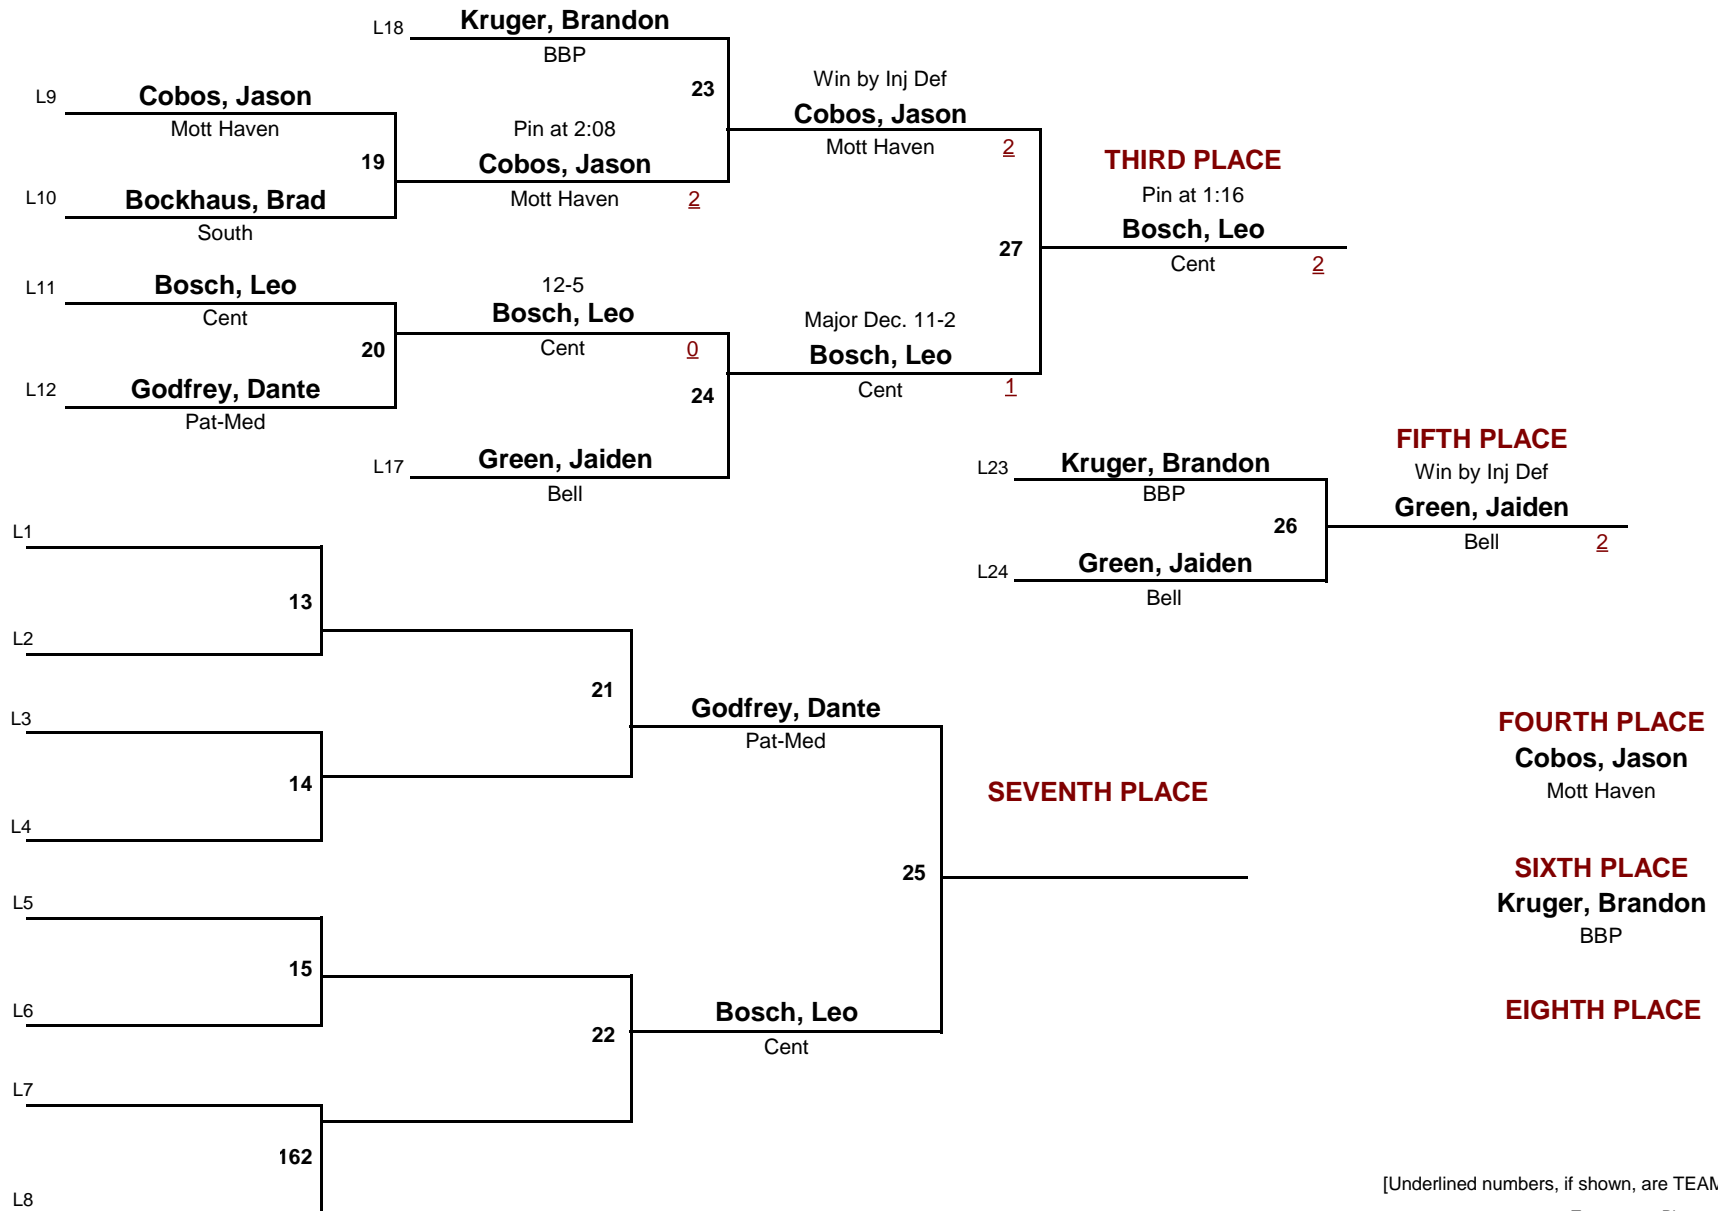 L18 Kruger, Brandon
BBP
23
Win by Inj Def
L9 Cobos, Jason
Mott Haven
Cobos, Jason
Mott Haven 2
Pin at 2:08
19
Cobos, Jason
Mott Haven 2
THIRD PLACE
Pin at 1:16
Bosch, Leo
Cent 2
L10 Bockhaus, Brad
South
27
L11 Bosch, Leo
Cent
12-5
Bosch, Leo
Cent 0
20
Major Dec. 11-2
Bosch, Leo
Cent 1
L12 Godfrey, Dante
Pat-Med
24
L17 Green, Jaiden
Bell
FIFTH PLACE
L23 Kruger, Brandon
BBP
Win by Inj Def
Green, Jaiden
Bell 2
26
L24 Green, Jaiden
Bell
L1
13
L2
21
L3
Godfrey, Dante
Pat-Med
14
L4
SEVENTH PLACE
FOURTH PLACE
Cobos, Jason
Mott Haven
25
SIXTH PLACE
Kruger, Brandon
BBP
L5
15
L6
22
Bosch, Leo
Cent
EIGHTH PLACE
L7
162
L8
[Underlined numbers, if shown, are TEAM